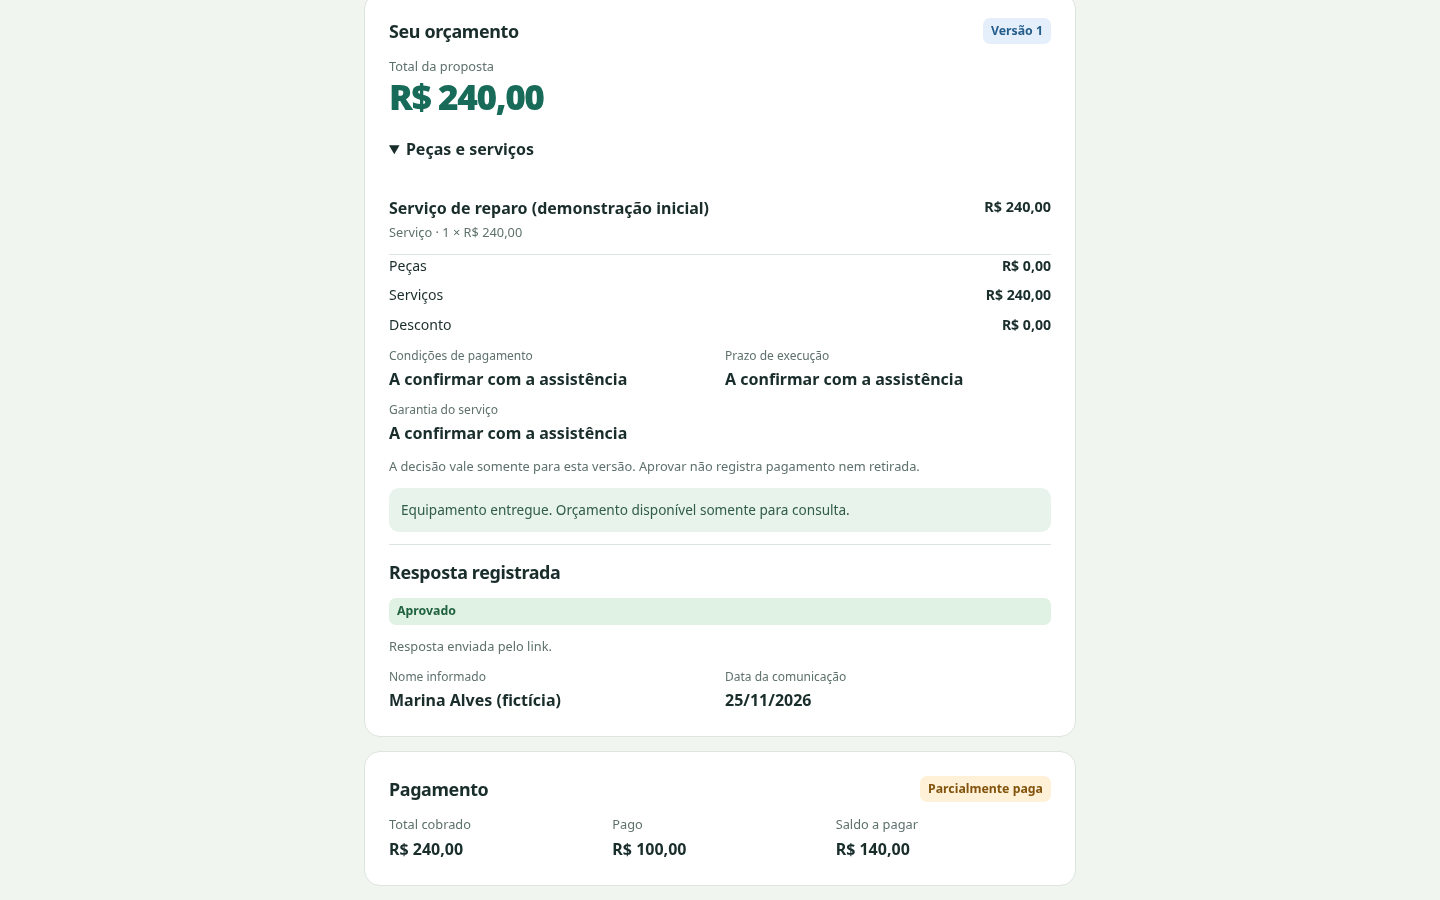 Seu orçamento
Versão 1
Total da proposta
R$ 240,00
▼ Peças e serviços
Serviço de reparo (demonstração inicial)
R$ 240,00
Serviço · 1 × R$ 240,00
Peças
R$ 0,00
Serviços
R$ 240,00
Desconto
R$ 0,00
Condições de pagamento
Prazo de execução
A confirmar com a assistência
A confirmar com a assistência
Garantia do serviço
A confirmar com a assistência
A decisão vale somente para esta versão. Aprovar não registra pagamento nem retirada.
Equipamento entregue. Orçamento disponível somente para consulta.
Resposta registrada
Aprovado
Resposta enviada pelo link.
Nome informado
Data da comunicação
Marina Alves (fictícia)
25/11/2026
Pagamento
Parcialmente paga
Total cobrado
Pago
Saldo a pagar
R$ 240,00
R$ 100,00
R$ 140,00